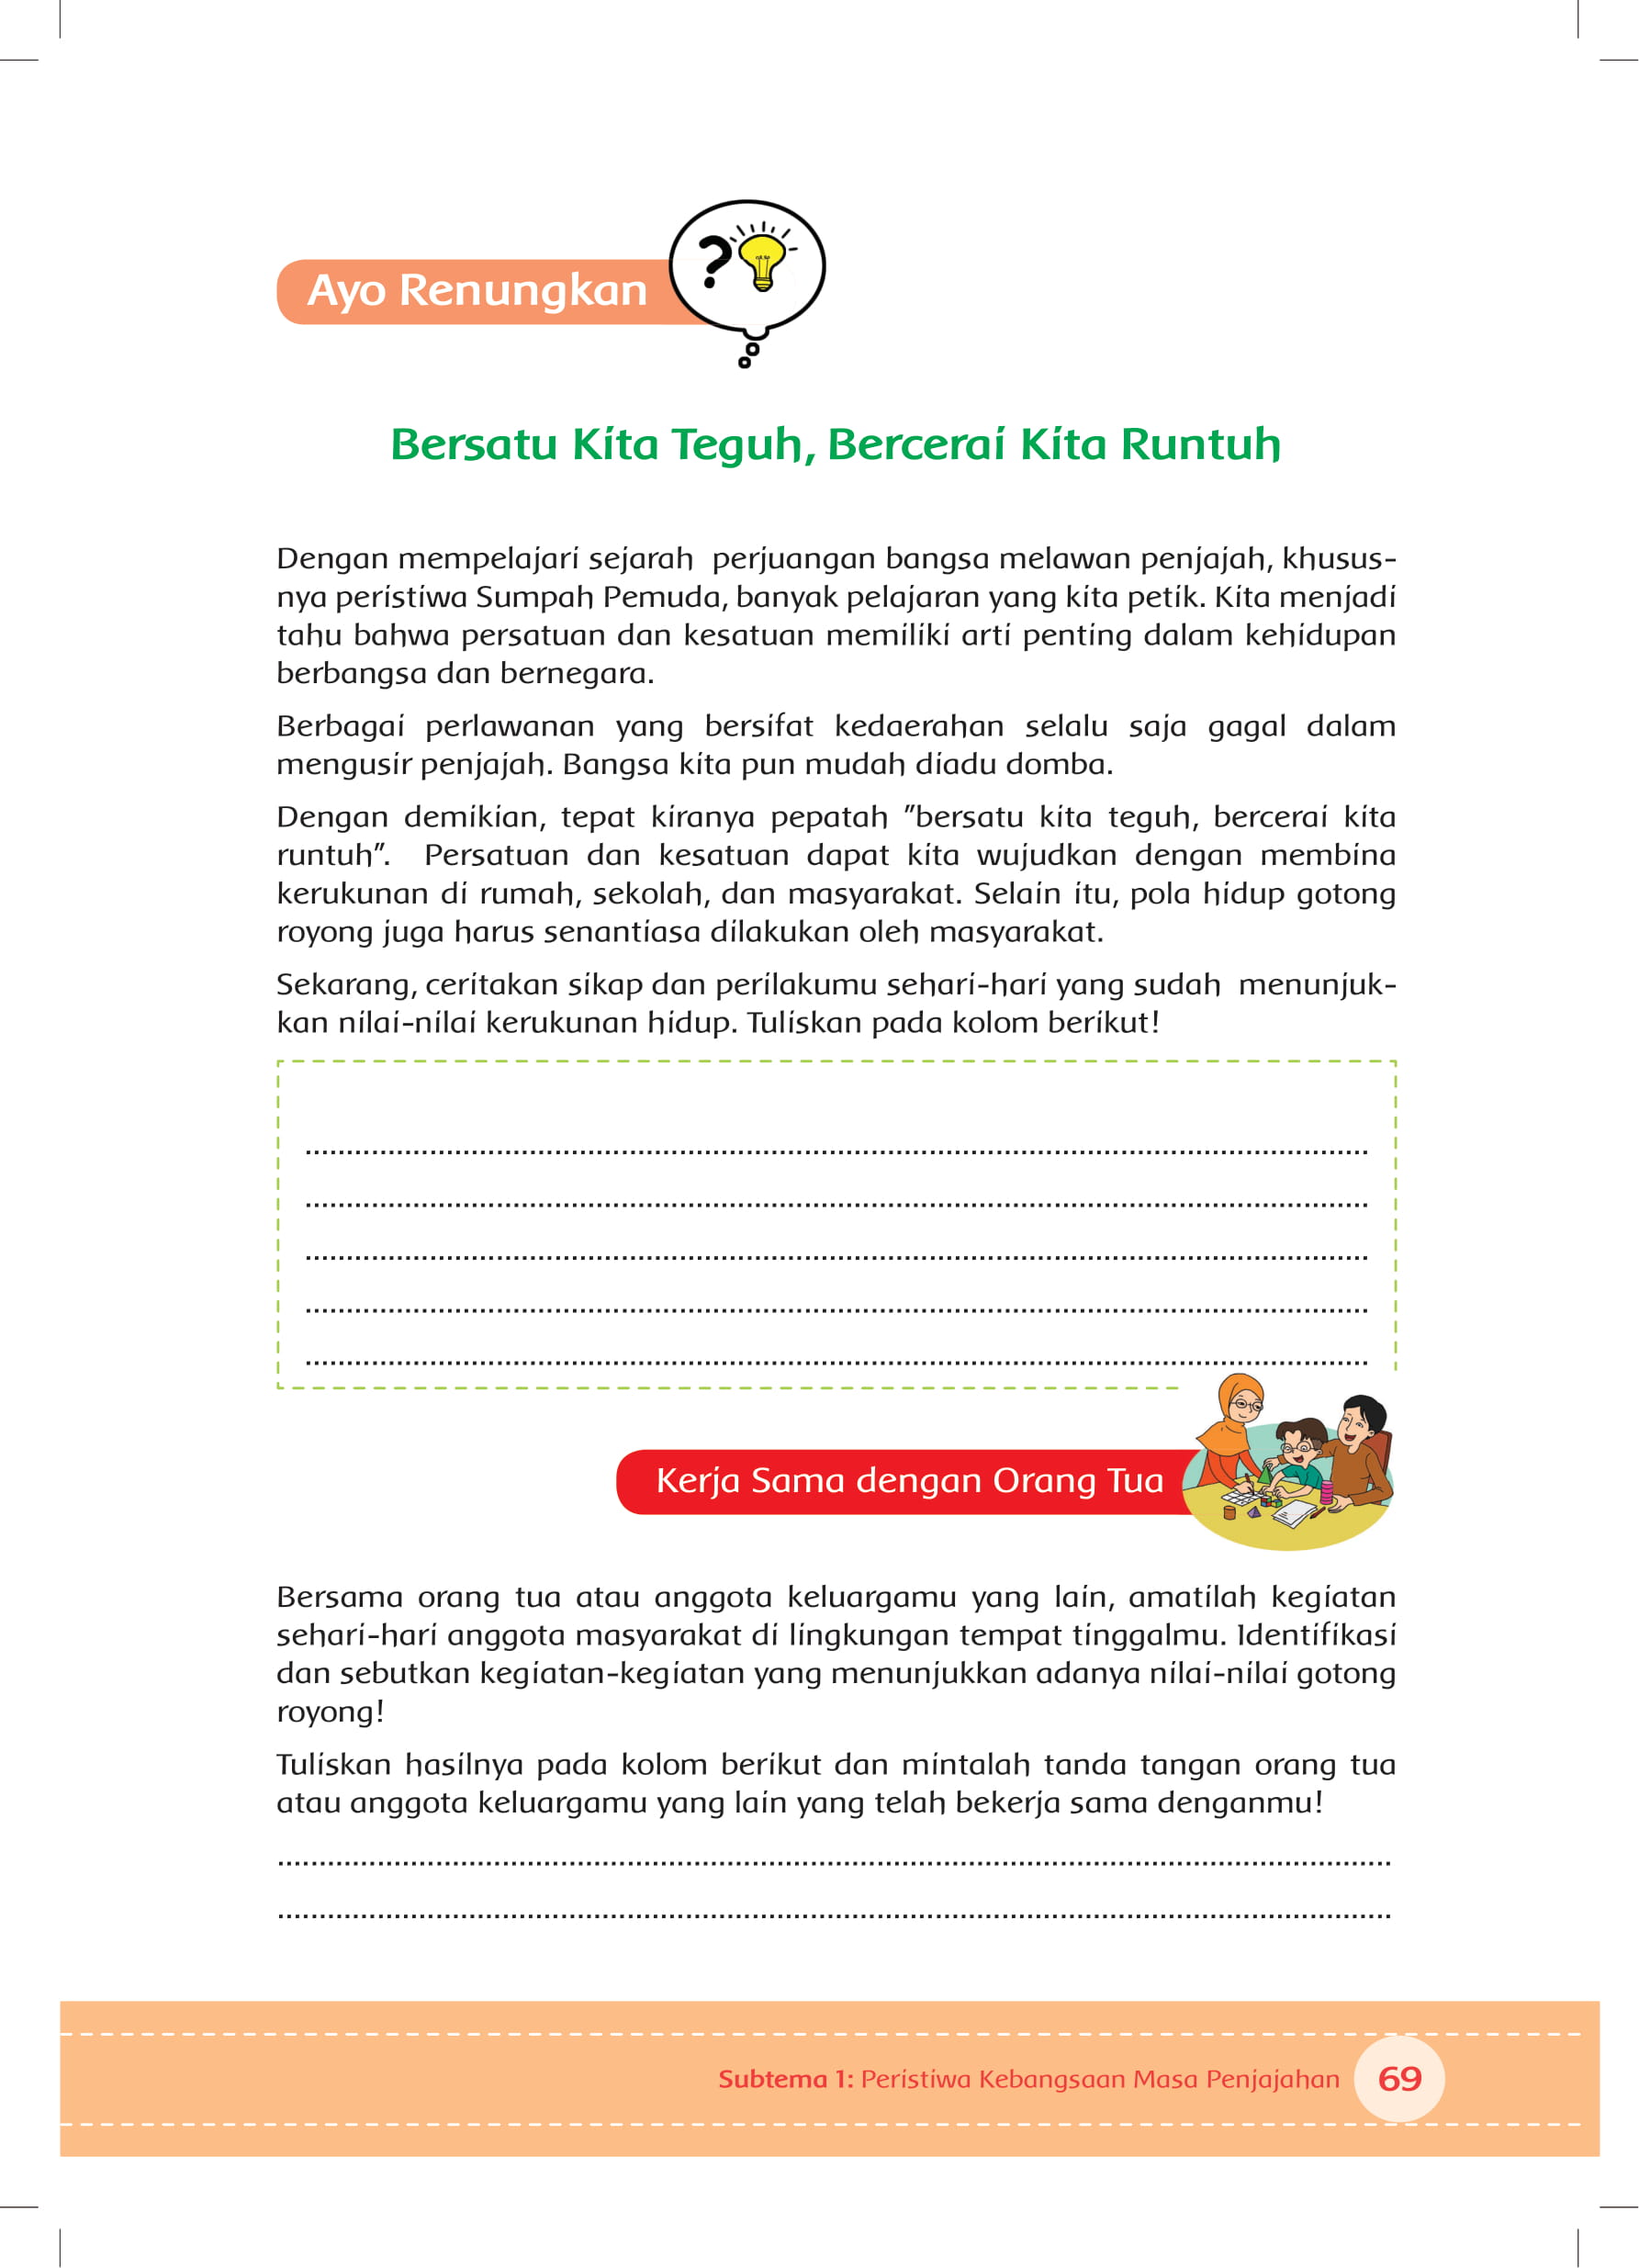 Ayo Renungkan
?
Bersatu Kita Teguh, Bercerai Kita Runtuh
Dengan mempelajari sejarah perjuangan bangsa melawan penjajah, khusus-
nya peristiwa Sumpah Pemuda, banyak pelajaran yang kita petik. Kita menjadi
tahu bahwa persatuan dan kesatuan memiliki arti penting dalam kehidupan
berbangsa dan bernegara.
Berbagai perlawanan yang bersifat kedaerahan selalu saja gagal dalam
mengusir penjajah. Bangsa kita pun mudah diadu domba.
Dengan demikian, tepat kiranya pepatah "bersatu kita teguh, bercerai kita
runtuh". Persatuan dan kesatuan dapat kita wujudkan dengan membina
kerukunan di rumah, sekolah, dan masyarakat. Selain itu, pola hidup gotong
royong juga harus senantiasa dilakukan oleh masyarakat.
Sekarang, ceritakan sikap dan perilakumu sehari-hari yang sudah menunjuk-
kan nilai-nilai kerukunan hidup. Tuliskan pada kolom berikut!
Kerja Sama dengan Orang Tua
Bersama orang tua atau anggota keluargamu yang lain, amatilah kegiatan
sehari-hari anggota masyarakat di lingkungan tempat tinggalmu. Identifikasi
dan sebutkan kegiatan-kegiatan yang menunjukkan adanya nilai-nilai gotong
royong!
Tuliskan hasilnya pada kolom berikut dan mintalah tanda tangan orang tua
atau anggota keluargamu yang lain yang telah bekerja sama denganmu!
Subtema 1: Peristiwa Kebangsaan Masa Penjajahan 69